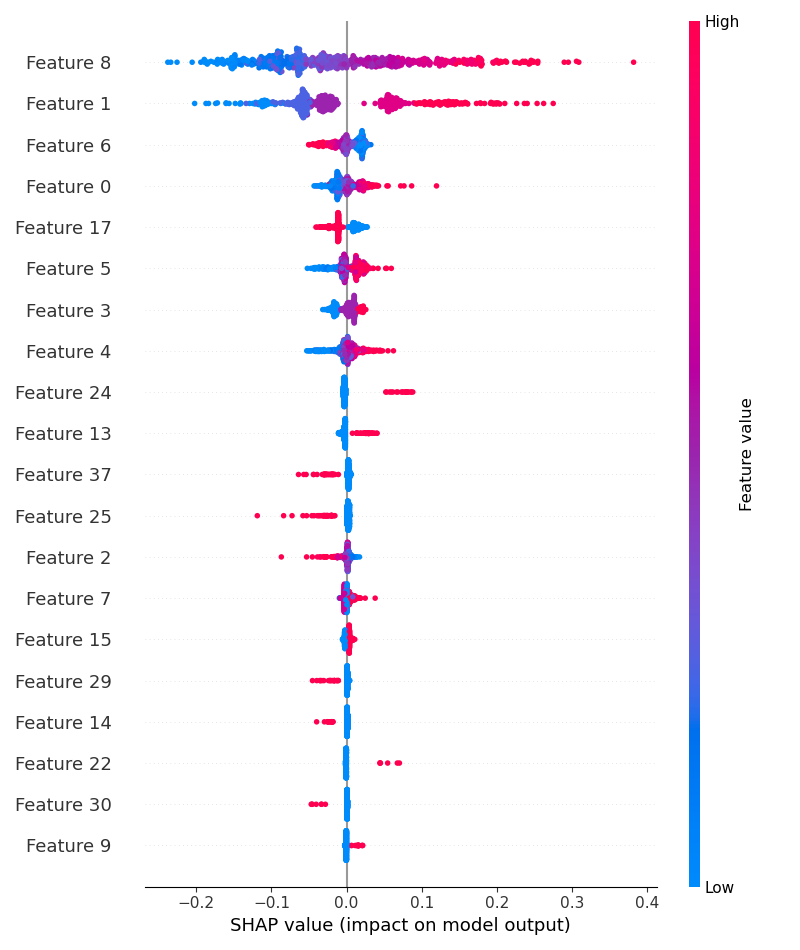 High
Feature 8
Feature 1
Feature 6
Feature 0
Feature 17
Feature 5
Feature 3
Feature 4
Feature 24
Feature 13
Feature 37
Feature 25
Feature 2
Feature 7
Feature 15
Feature 29
Feature 14
Feature 22
Feature 30
Feature 9
Feature value
Low
−0.2 −0.1 0.0 0.1 0.2 0.3 0.4
SHAP value (impact on model output)